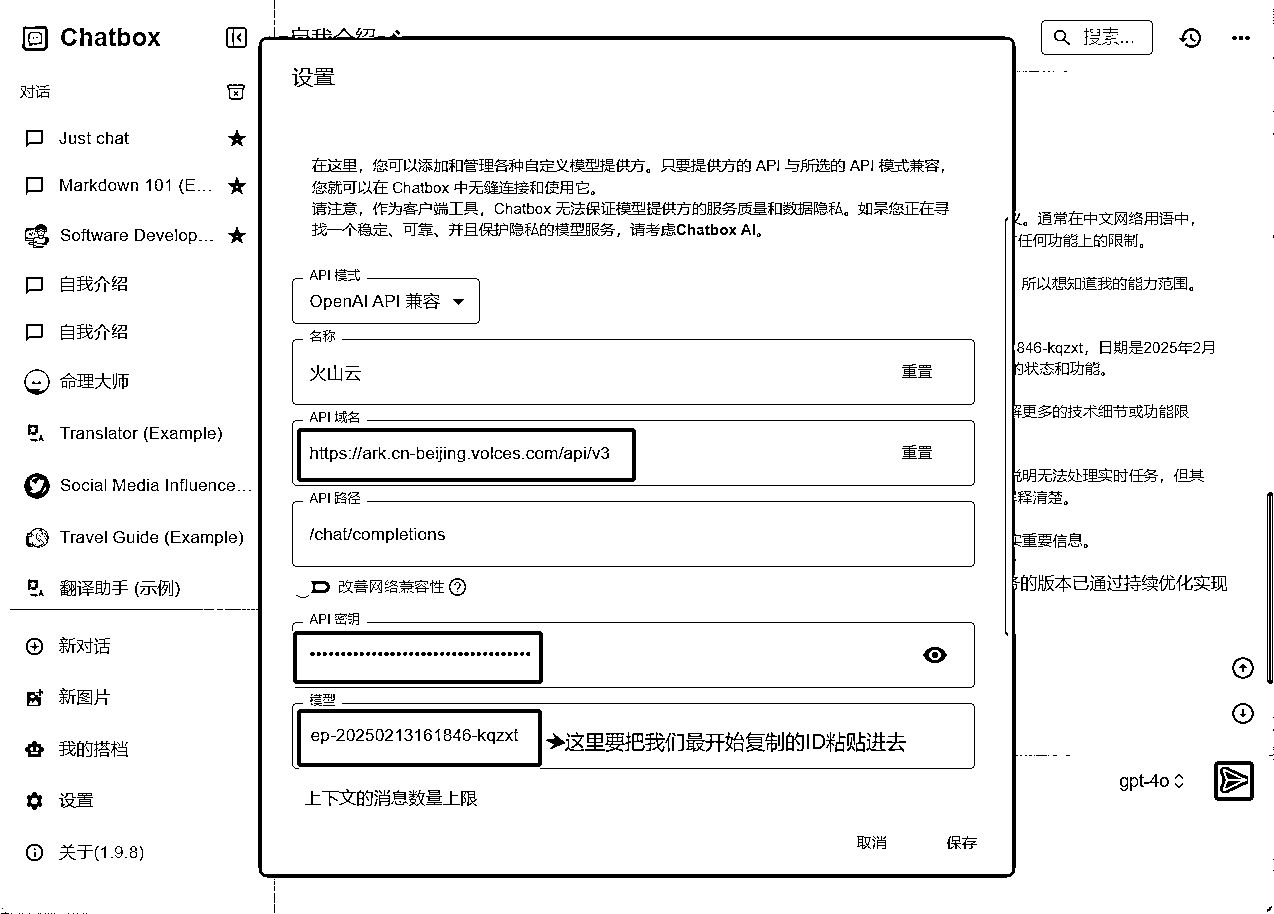 Chatbox
对话
Just chat
Markdown 101 (E...
Software Develop...
自我介绍
自我介绍
命理大师
Translator (Example)
Social Media Influence...
Travel Guide (Example)
翻译助手 (示例)
新对话
新图片
我的搭档
设置
关于(1.9.8)
自我介绍
搜索...
设置
在这里，您可以添加和管理各种自定义模型提供方。只要提供方的 API 与所选的 API 模式兼容，
您就可以在 Chatbox 中无缝连接和使用它。
请注意，作为客户端工具，Chatbox 无法保证模型提供方的服务质量和数据隐私。如果您正在寻
找一个稳定、可靠、并且保护隐私的模型服务，请考虑Chatbox AI。
API 模式
OpenAI API 兼容
名称
火山云
重置
API 域名
https://ark.cn-beijing.volces.com/api/v3
重置
API 路径
/chat/completions
改善网络兼容性
API 密钥
模型
ep-20250213161846-kqzxt
➔这里要把我们最开始复制的ID粘贴进去
上下文的消息数量上限
取消
保存
。通常在中文网络用语中，
任何功能上的限制。
所以想知道我的能力范围。
846-kqzxt，日期是2025年2月
的状态和功能。
更多的技术细节或功能限
说明无法处理实时任务，但其
释清楚。
重要信息。
的版本已通过持续优化实现
gpt-4o